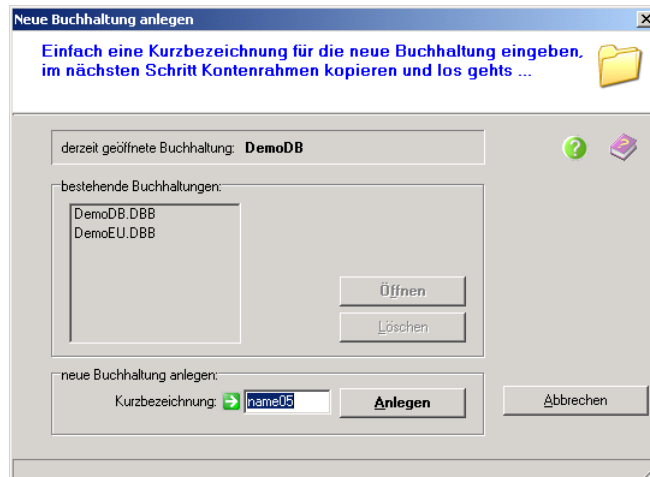 Neue Buchhaltung anlegen
Einfach eine Kurzbezeichnung für die neue Buchhaltung eingeben,
im nächsten Schritt Kontenrahmen kopieren und los gehts ...
derzeit geöffnete Buchhaltung: DemoDB
bestehende Buchhaltungen:
DemoDB.DBB
DemoEU.DBB
Öffnen
Löschen
neue Buchhaltung anlegen:
Kurzbezeichnung: name05 Anlegen Abbrechen